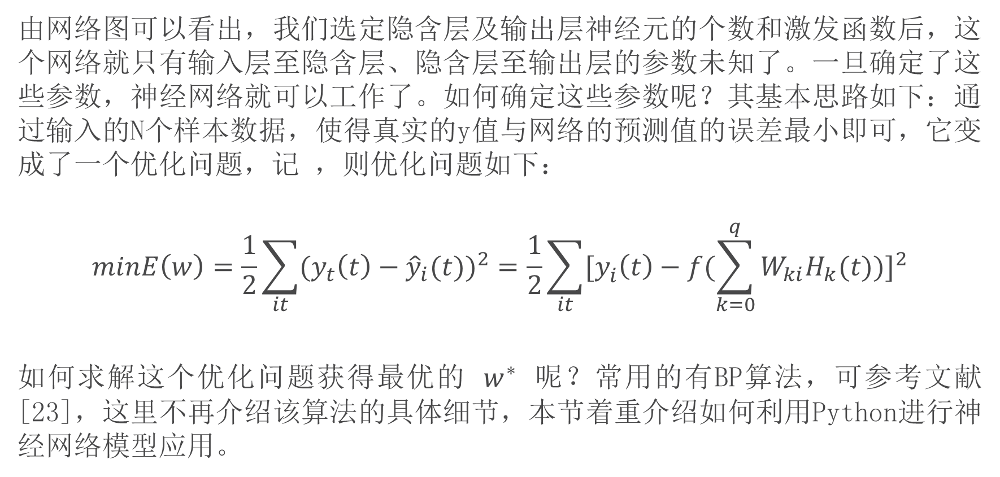 由网络图可以看出，我们选定隐含层及输出层神经元的个数和激发函数后，这
个网络就只有输入层至隐含层、隐含层至输出层的参数未知了。一旦确定了这
些参数，神经网络就可以工作了。如何确定这些参数呢？其基本思路如下：通
过输入的N个样本数据，使得真实的y值与网络的预测值的误差最小即可，它变
成了一个优化问题，记 ，则优化问题如下：
minE(w) = \frac{1}{2}\sum_{it}(y_t(t) - \hat{y}_i(t))^2 = \frac{1}{2}\sum_{it}[y_i(t) - f(\sum_{k=0}^{q} W_{ki}H_k(t))]^2
如何求解这个优化问题获得最优的 w* 呢？常用的有BP算法，可参考文献
[23]，这里不再介绍该算法的具体细节，本节着重介绍如何利用Python进行神
经网络模型应用。